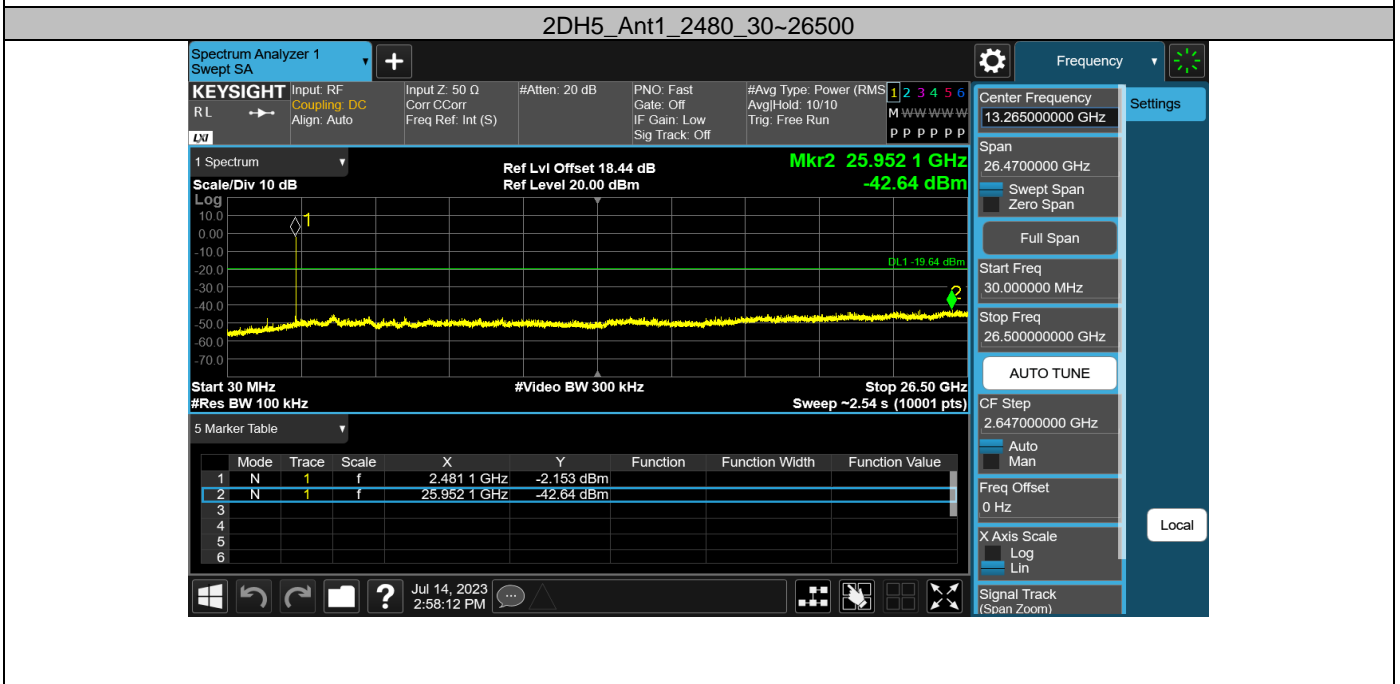 2DH5_Ant1_2480_30~26500
Spectrum Analyzer 1
Swept SA
Frequency
KEYSIGHT
R L
LXI
Input: RF
Coupling: DC
Align: Auto
Input Z: 50 Ω
Corr CCorr
Freq Ref: Int (S)
#Atten: 20 dB
PNO: Fast
Gate: Off
IF Gain: Low
Sig Track: Off
#Avg Type: Power (RMS
Avg|Hold: 10/10
Trig: Free Run
1 2 3 4 5 6
M W W W W W
P P P P P P
1 Spectrum
Scale/Div 10 dB
Ref Lvl Offset 18.44 dB
Ref Level 20.00 dBm
Mkr2 25.952 1 GHz
-42.64 dBm
Log
10.0
0.00
-10.0
-20.0
-30.0
-40.0
-50.0
-60.0
-70.0
1
2
DL1 -19.64 dBm
Start 30 MHz
#Video BW 300 kHz
Stop 26.50 GHz
#Res BW 100 kHz
Sweep ~2.54 s (10001 pts)
5 Marker Table
Mode Trace Scale X Y Function Function Width Function Value
1 N 1 f 2.481 1 GHz -2.153 dBm
2 N 1 f 25.952 1 GHz -42.64 dBm
3
4
5
6
?
Jul 14, 2023
2:58:12 PM
Center Frequency
13.265000000 GHz
Settings
Span
26.4700000 GHz
Swept Span
Zero Span
Full Span
Start Freq
30.000000 MHz
Stop Freq
26.500000000 GHz
AUTO TUNE
CF Step
2.647000000 GHz
Auto
Man
Freq Offset
0 Hz
Local
X Axis Scale
Log
Lin
Signal Track
(Span Zoom)